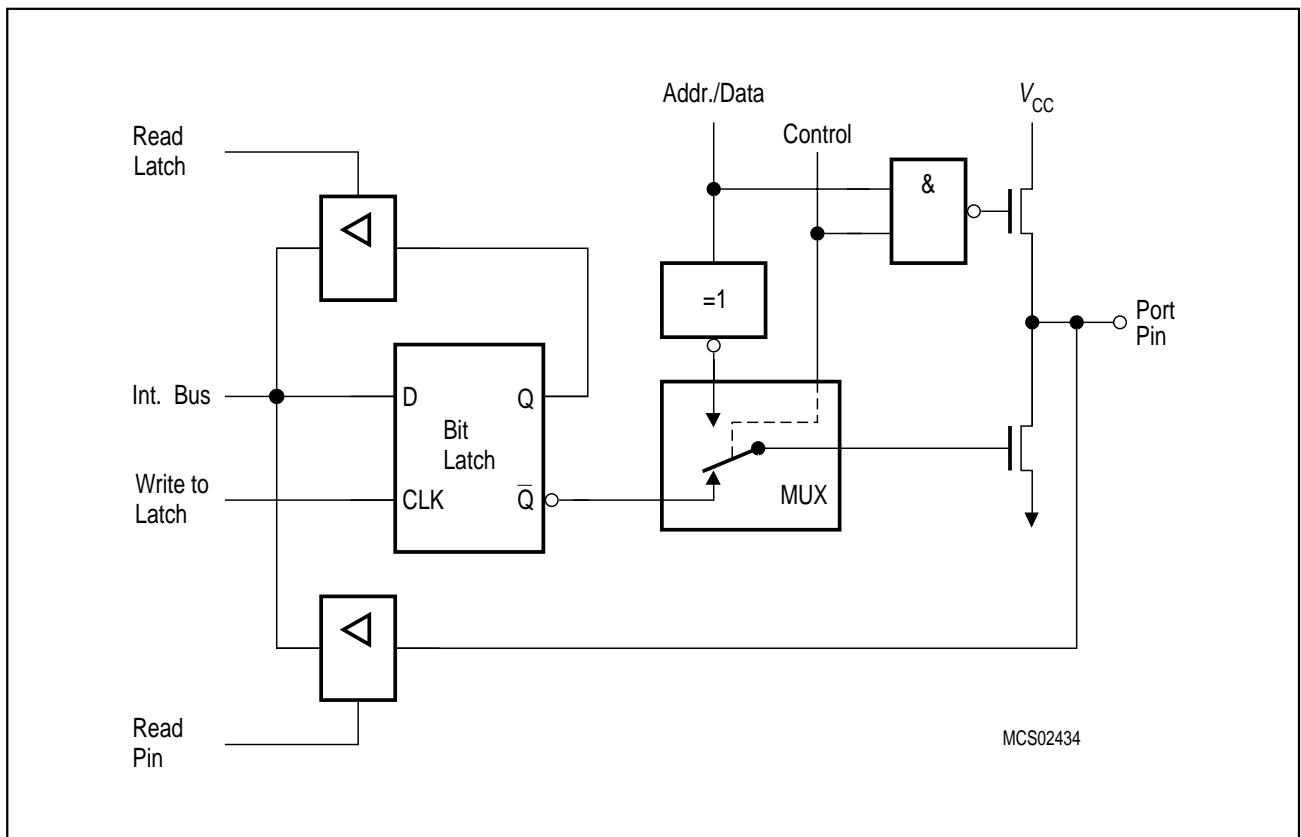 Addr./Data
VCC
Control
Read
Latch
&
=1
Port
Pin
Int. Bus
D
Q
Bit
Latch
Write to
Latch
CLK
Q̅
MUX
Read
Pin
MCS02434